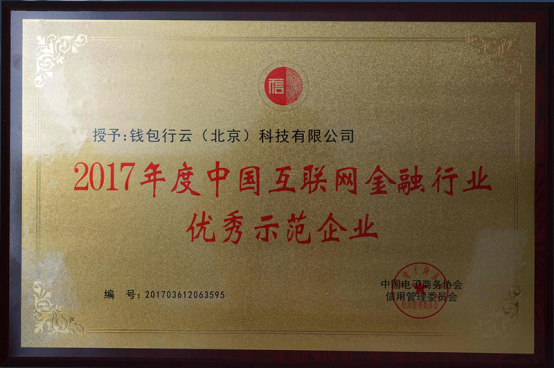 信
授予:钱包行云（北京）科技有限公司
2017年度中国互联网金融行业
优秀示范企业
编 号: 201703612063595
中国电子商务协会
信用管理委员会